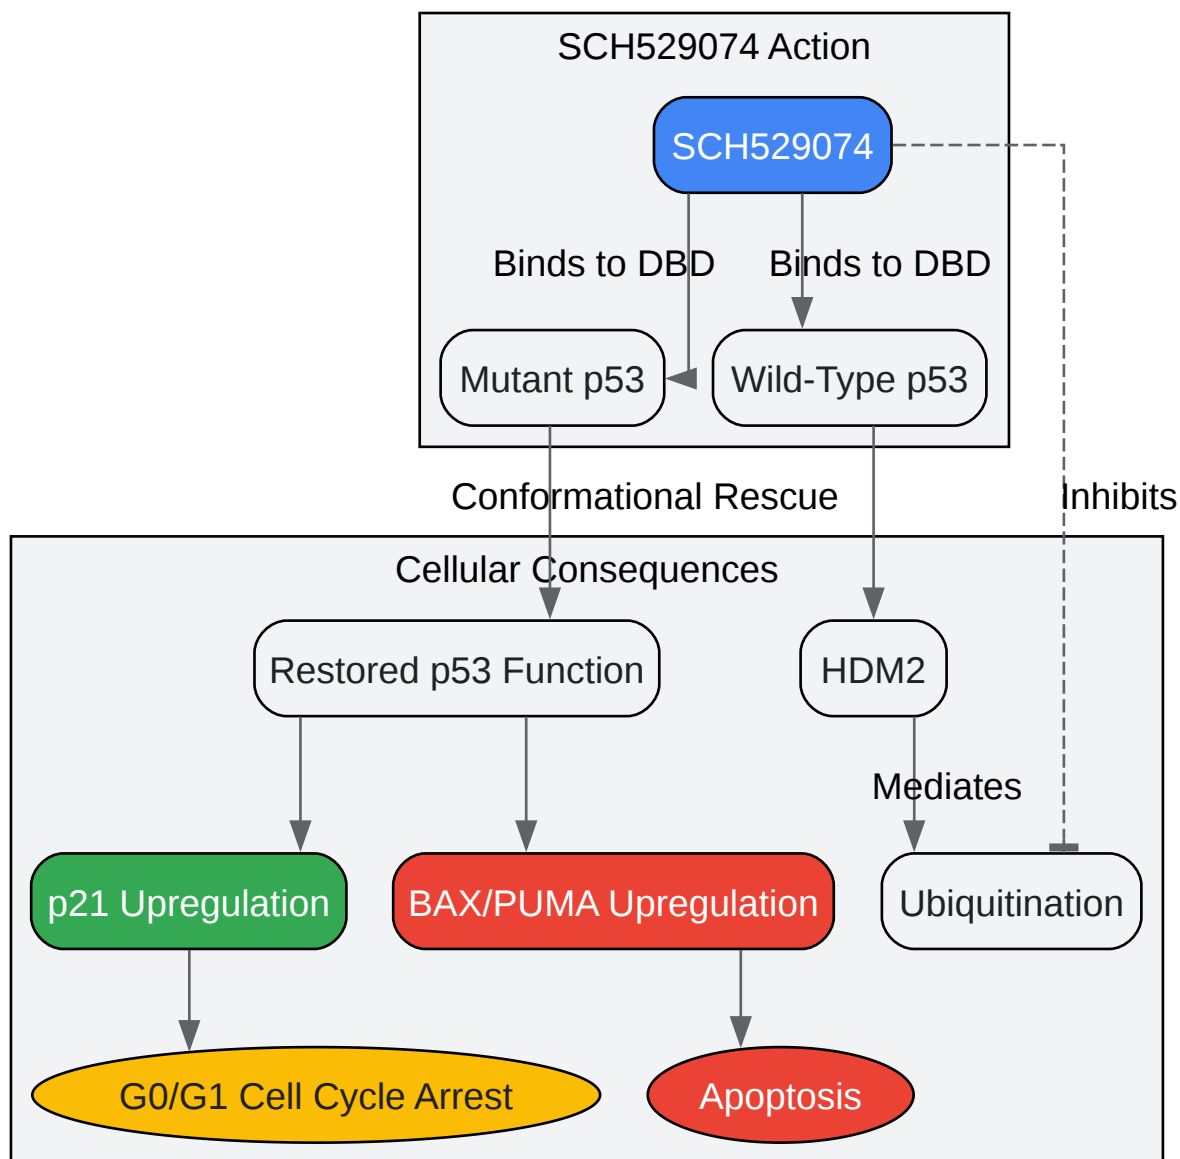 SCH529074 Action
SCH529074
Binds to DBD
Binds to DBD
Mutant p53
Wild-Type p53
Conformational Rescue
Inhibits
Cellular Consequences
Restored p53 Function
HDM2
Mediates
p21 Upregulation
BAX/PUMA Upregulation
Ubiquitination
G0/G1 Cell Cycle Arrest
Apoptosis